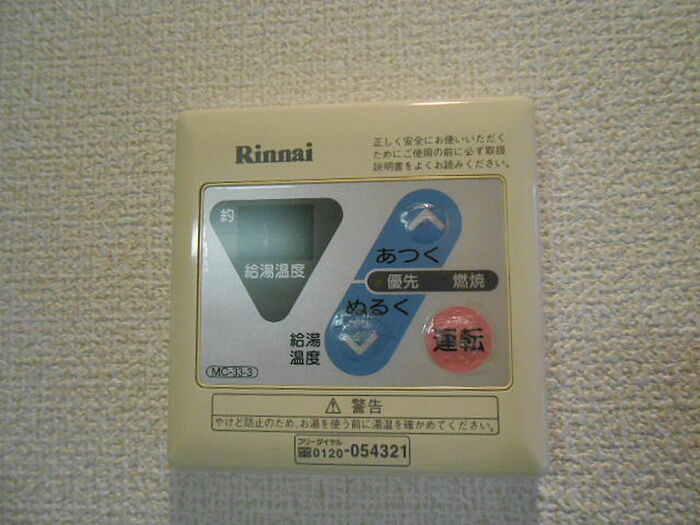 Rinnai
正しく安全にお使いいただく
ためにご使用の前に必ず取扱
説明書をよくお読みください。
約
給湯温度
あつく
優先 燃焼
ぬるく
給湯
温度
運転
MC-33-3
⚠警告
やけど防止のため、お湯を使う前に湯温を確かめてください。
フリーダイヤル
0120-054321